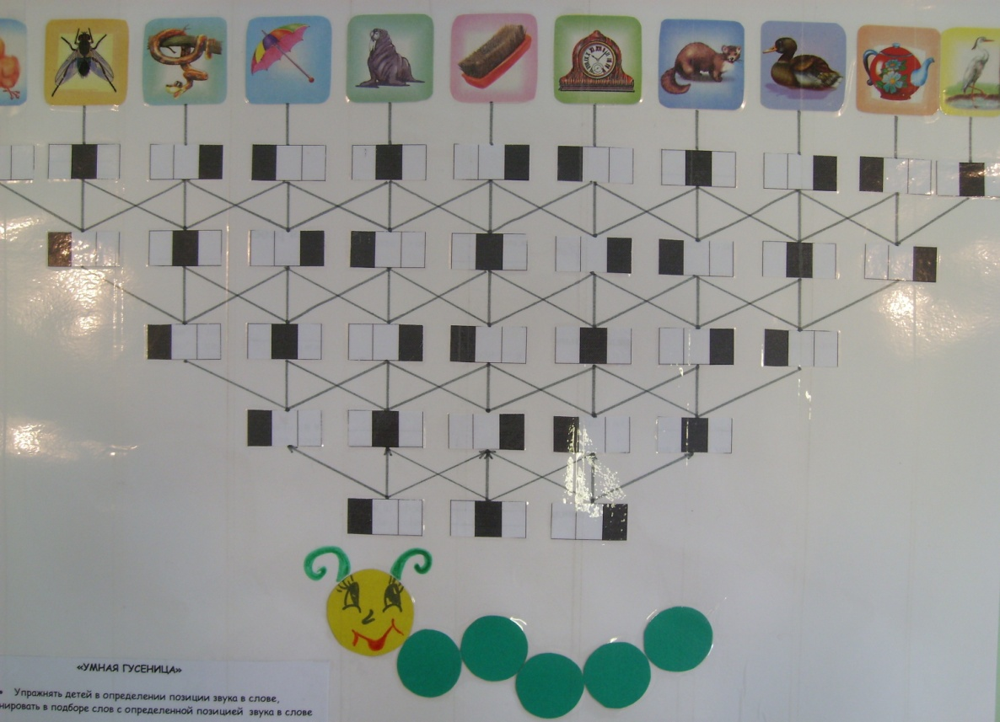 «УМНАЯ ГУСЕНИЦА»
• Упражнять детей в определении позиции звука в слове,
нировать в подборе слов с определенной позицией звука в слове